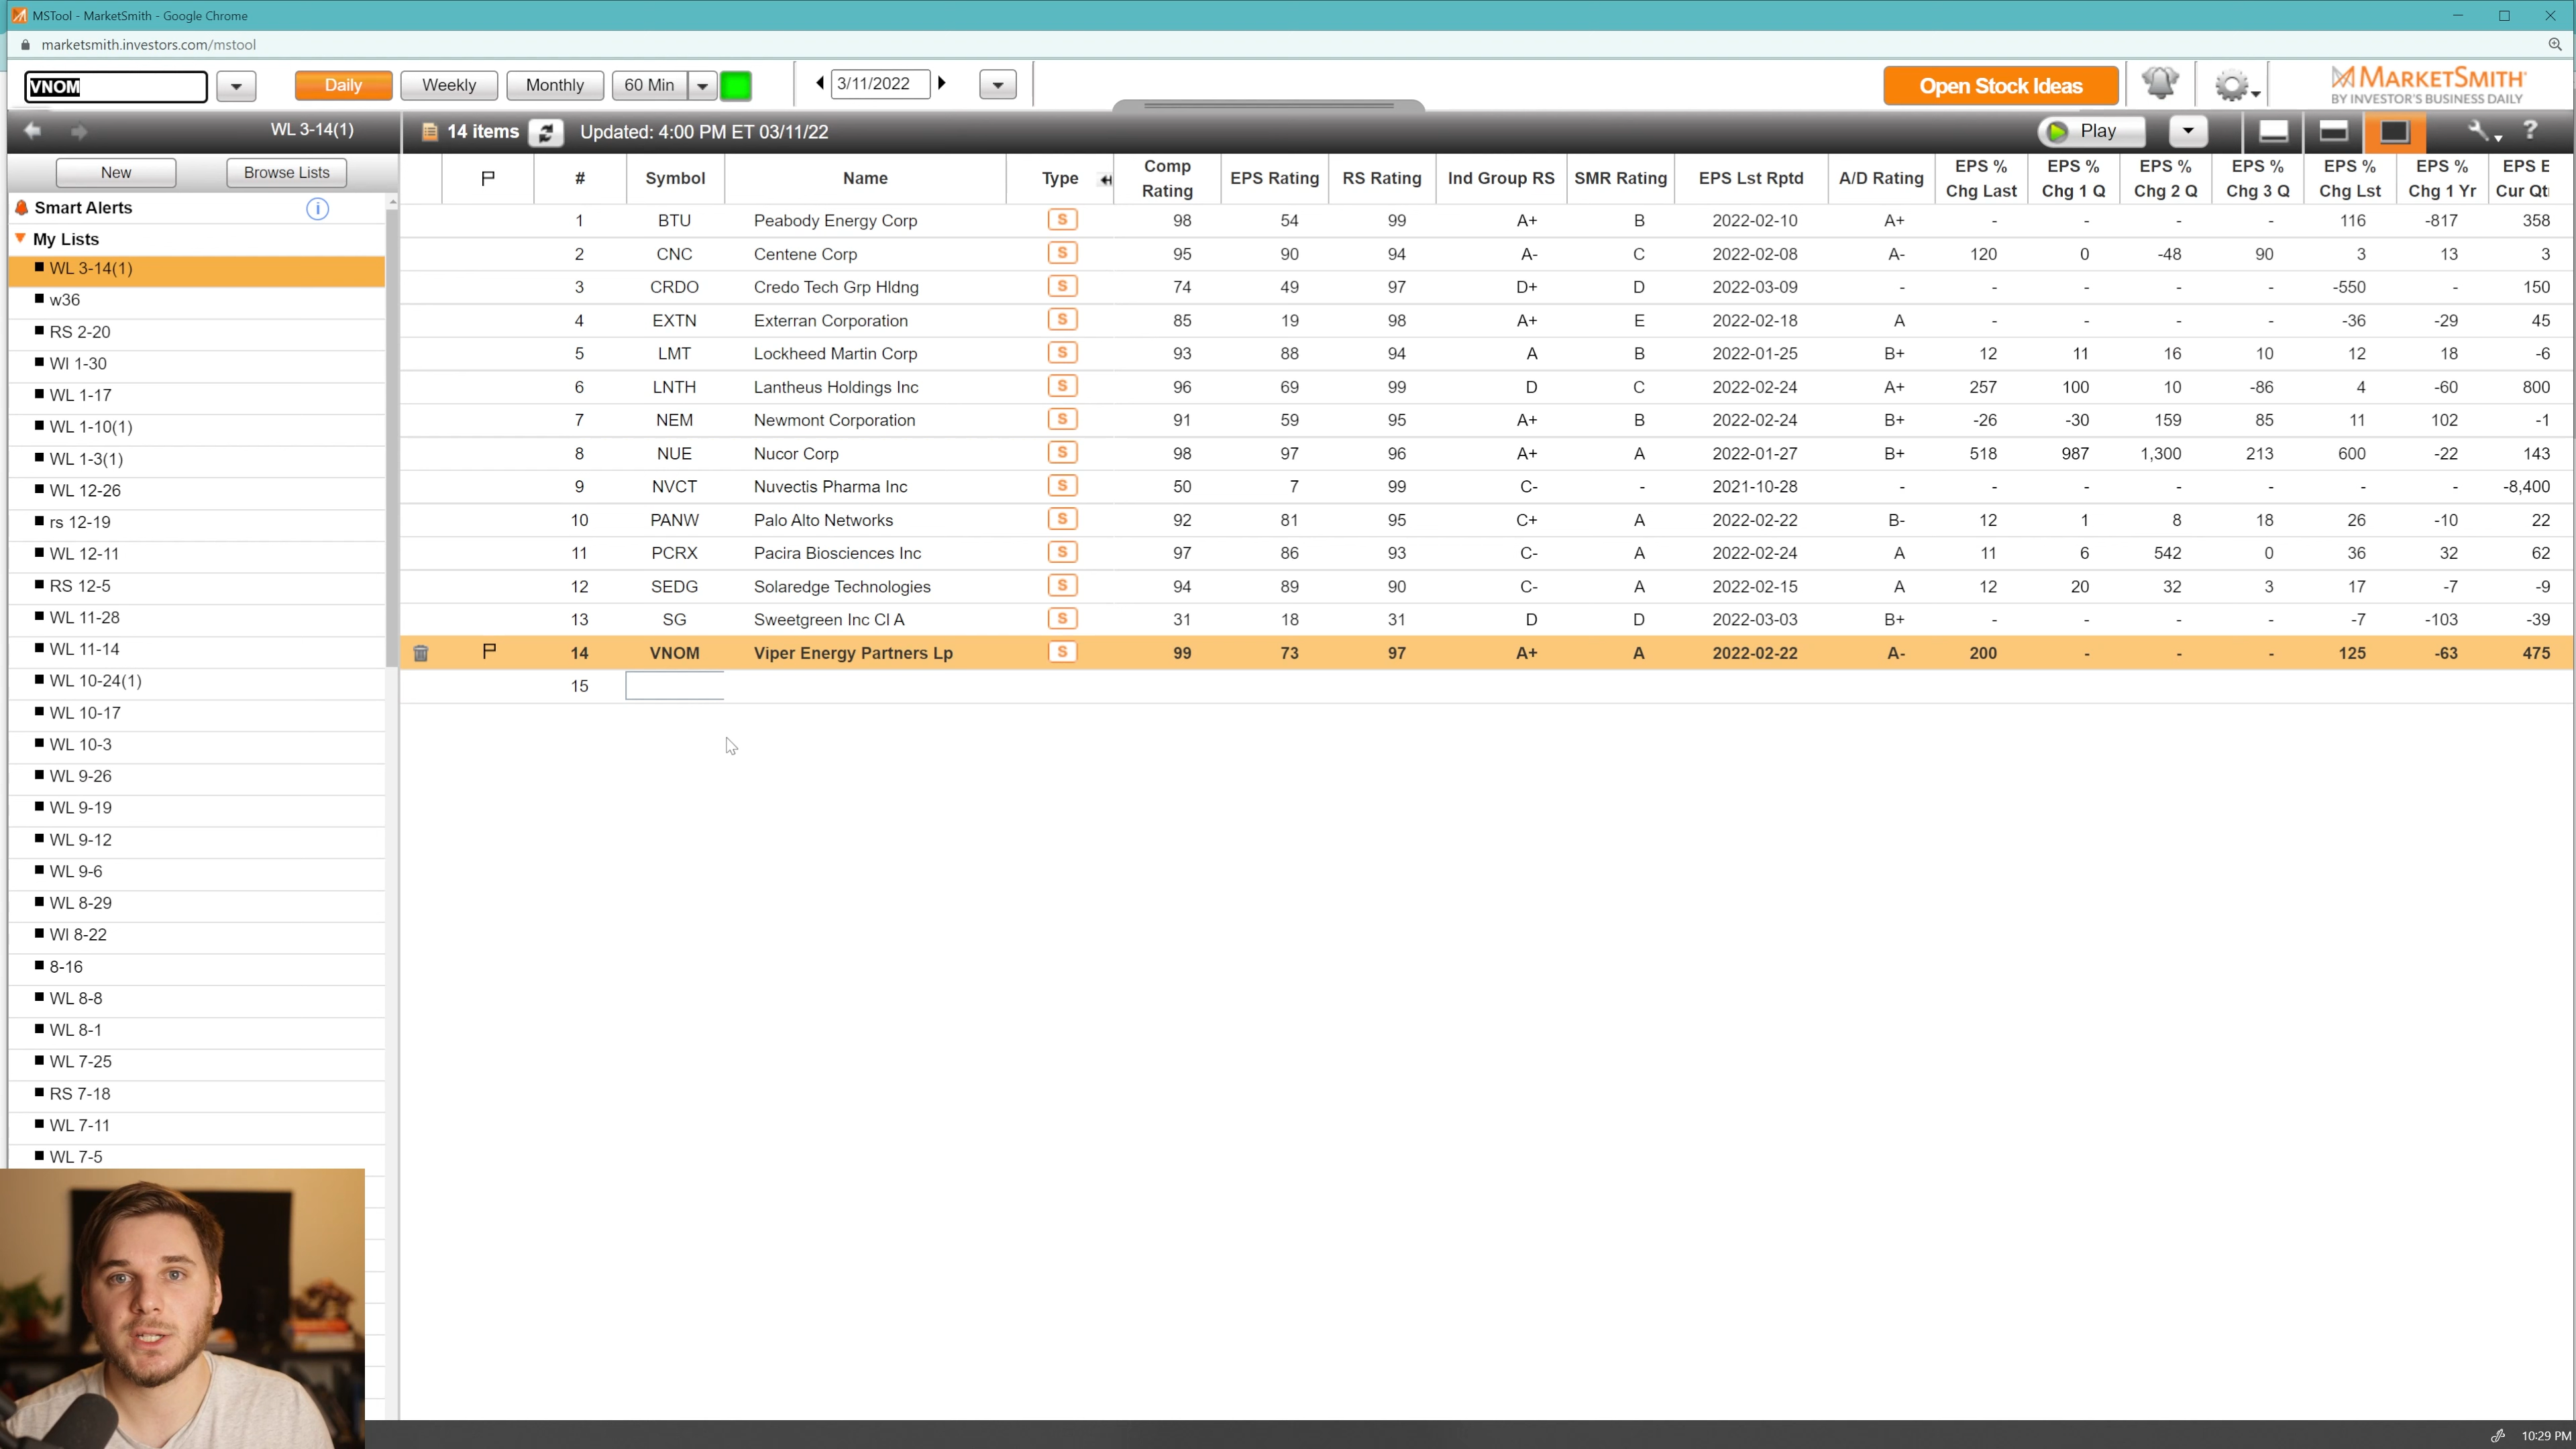 MSTool - MarketSmith - Google Chrome
marketsmith.investors.com/mstool
VNOM Daily Weekly Monthly 60 Min 3/11/2022 Open Stock Ideas MARKETSMITH
BY INVESTOR'S BUSINESS DAILY
WL 3-14(1) 14 items Updated: 4:00 PM ET 03/11/22 Play ?
New Browse Lists
Smart Alerts i
My Lists
WL 3-14(1)
w36
RS 2-20
Wl 1-30
WL 1-17
WL 1-10(1)
WL 1-3(1)
WL 12-26
rs 12-19
WL 12-11
RS 12-5
WL 11-28
WL 11-14
WL 10-24(1)
WL 10-17
WL 10-3
WL 9-26
WL 9-19
WL 9-12
WL 9-6
WL 8-29
Wl 8-22
8-16
WL 8-8
WL 8-1
WL 7-25
RS 7-18
WL 7-11
WL 7-5
# Symbol Name Type Comp Rating EPS Rating RS Rating Ind Group RS SMR Rating EPS Lst Rptd A/D Rating EPS % Chg Last EPS % Chg 1 Q EPS % Chg 2 Q EPS % Chg 3 Q EPS % Chg Lst EPS % Chg 1 Yr EPS E Cur Qt
1 BTU Peabody Energy Corp S 98 54 99 A+ B 2022-02-10 A+ - - - - 116 -817 358
2 CNC Centene Corp S 95 90 94 A- C 2022-02-08 A- 120 0 -48 90 3 13 3
3 CRDO Credo Tech Grp Hldng S 74 49 97 D+ D 2022-03-09 - - - - - -550 - 150
4 EXTN Exterran Corporation S 85 19 98 A+ E 2022-02-18 A - - - - -36 -29 45
5 LMT Lockheed Martin Corp S 93 88 94 A B 2022-01-25 B+ 12 11 16 10 12 18 -6
6 LNTH Lantheus Holdings Inc S 96 69 99 D C 2022-02-24 A+ 257 100 10 -86 4 -60 800
7 NEM Newmont Corporation S 91 59 95 A+ B 2022-02-24 B+ -26 -30 159 85 11 102 -1
8 NUE Nucor Corp S 98 97 96 A+ A 2022-01-27 B+ 518 987 1,300 213 600 -22 143
9 NVCT Nuvectis Pharma Inc S 50 7 99 C- - 2021-10-28 - - - - - - - -8,400
10 PANW Palo Alto Networks S 92 81 95 C+ A 2022-02-22 B- 12 1 8 18 26 -10 22
11 PCRX Pacira Biosciences Inc S 97 86 93 C- A 2022-02-24 A 11 6 542 0 36 32 62
12 SEDG Solaredge Technologies S 94 89 90 C- A 2022-02-15 A 12 20 32 3 17 -7 -9
13 SG Sweetgreen Inc Cl A S 31 18 31 D D 2022-03-03 B+ - - - - -7 -103 -39
14 VNOM Viper Energy Partners Lp S 99 73 97 A+ A 2022-02-22 A- 200 - - - 125 -63 475
15
10:29 PM